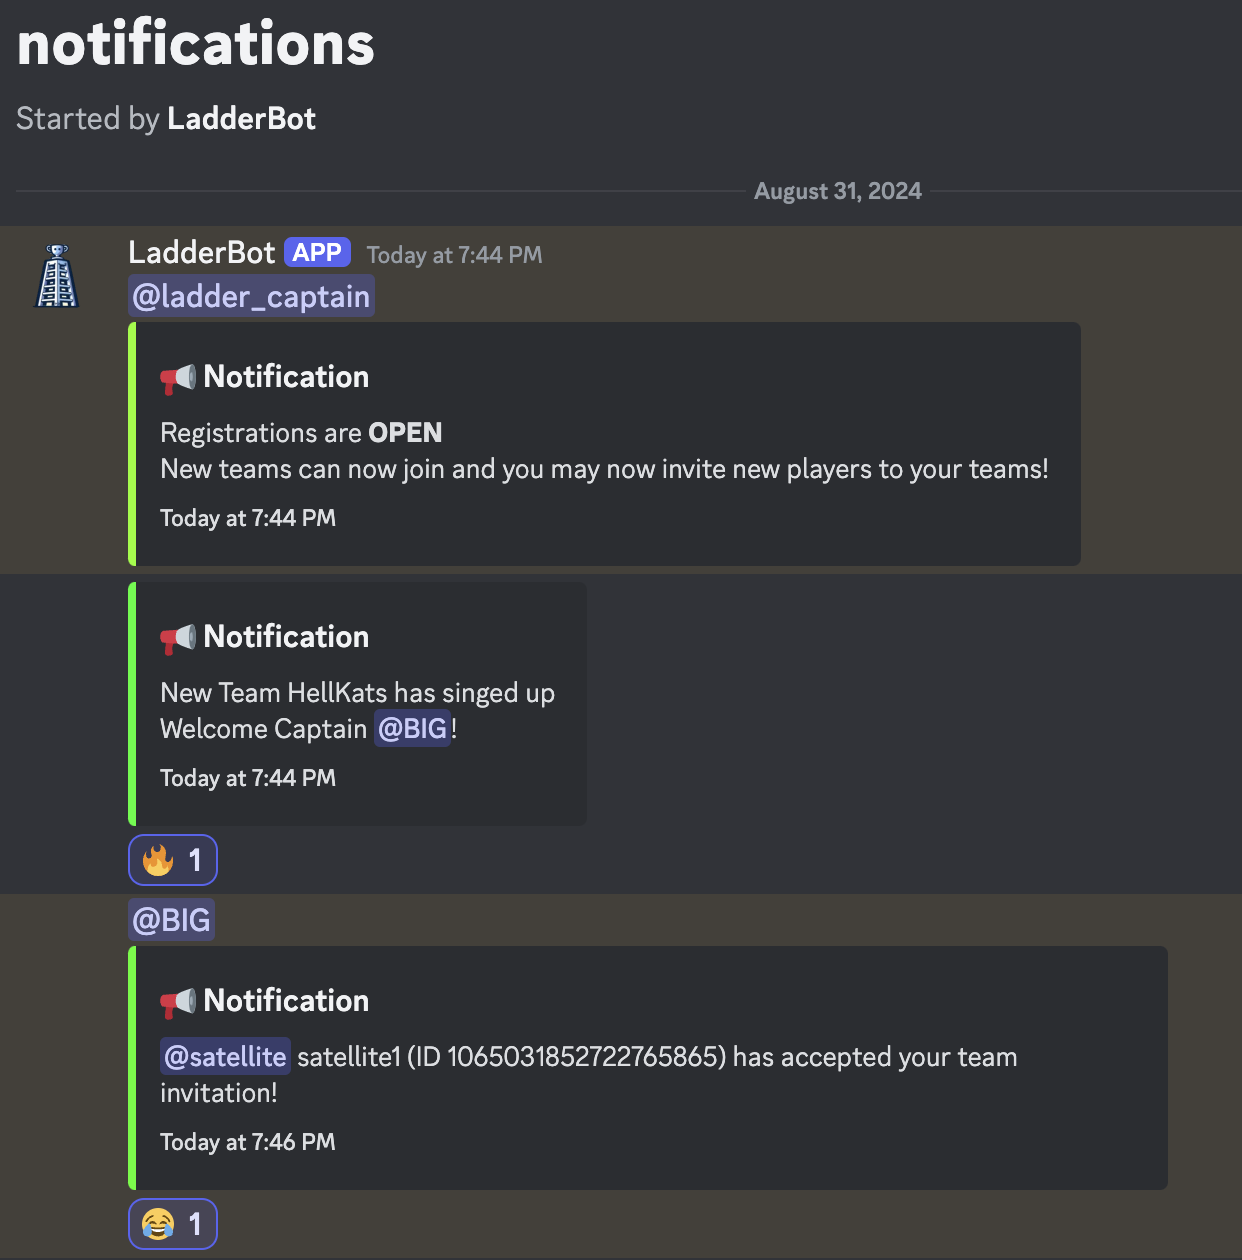 notifications
Started by LadderBot
August 31, 2024
LadderBot APP Today at 7:44 PM
@ladder_captain
Notification
Registrations are OPEN
New teams can now join and you may now invite new players to your teams!
Today at 7:44 PM
Notification
New Team HellKats has singed up
Welcome Captain @BIG!
Today at 7:44 PM
1
@BIG
Notification
@satellite satellite1 (ID 1065031852722765865) has accepted your team
invitation!
Today at 7:46 PM
1